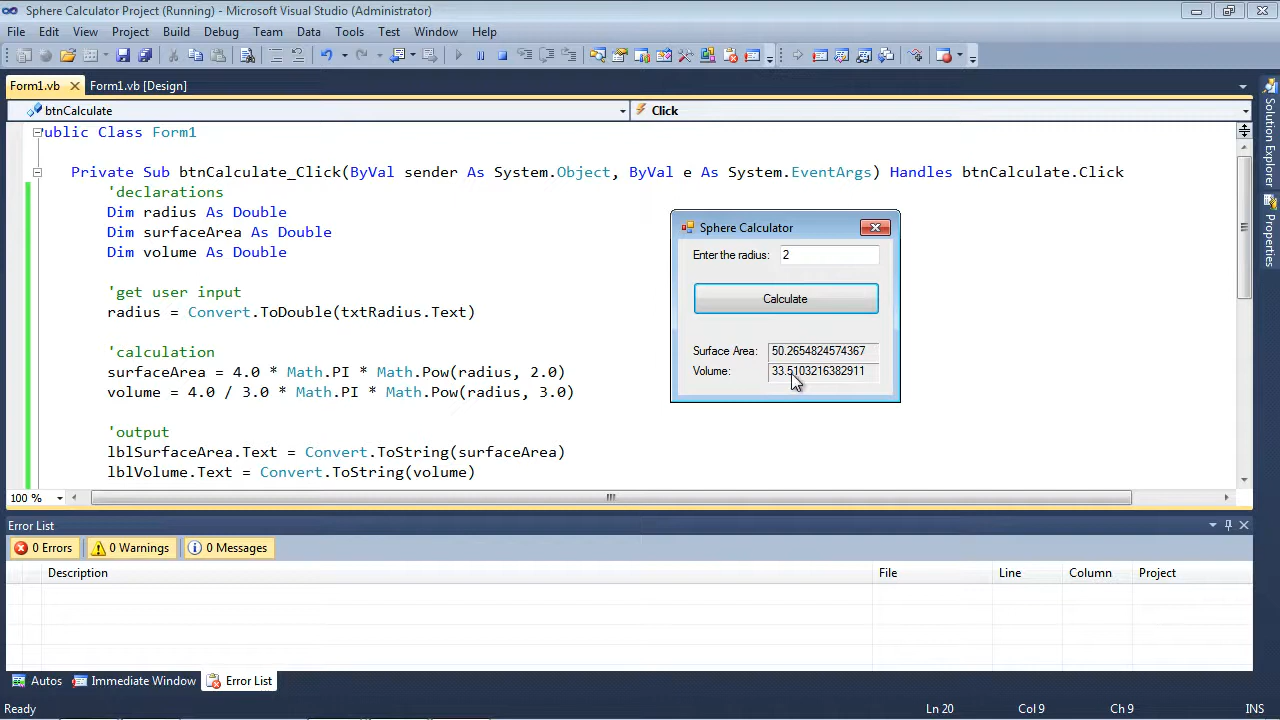 Sphere Calculator Project (Running) - Microsoft Visual Studio (Administrator)
File Edit View Project Build Debug Team Data Tools Test Window Help
Form1.vb Form1.vb [Design]
btnCalculate Click
ublic Class Form1
Private Sub btnCalculate_Click(ByVal sender As System.Object, ByVal e As System.EventArgs) Handles btnCalculate.Click
'declarations
Dim radius As Double
Dim surfaceArea As Double
Dim volume As Double
'get user input
radius = Convert.ToDouble(txtRadius.Text)
'calculation
surfaceArea = 4.0 * Math.PI * Math.Pow(radius, 2.0)
volume = 4.0 / 3.0 * Math.PI * Math.Pow(radius, 3.0)
'output
lblSurfaceArea.Text = Convert.ToString(surfaceArea)
lblVolume.Text = Convert.ToString(volume)
Sphere Calculator
Enter the radius: 2
Calculate
Surface Area: 50.2654824574367
Volume: 33.5103216382911
Solution Explorer
Properties
100 %
Error List
0 Errors 0 Warnings 0 Messages
Description File Line Column Project
Autos Immediate Window Error List
Ready Ln 20 Col 9 Ch 9 INS